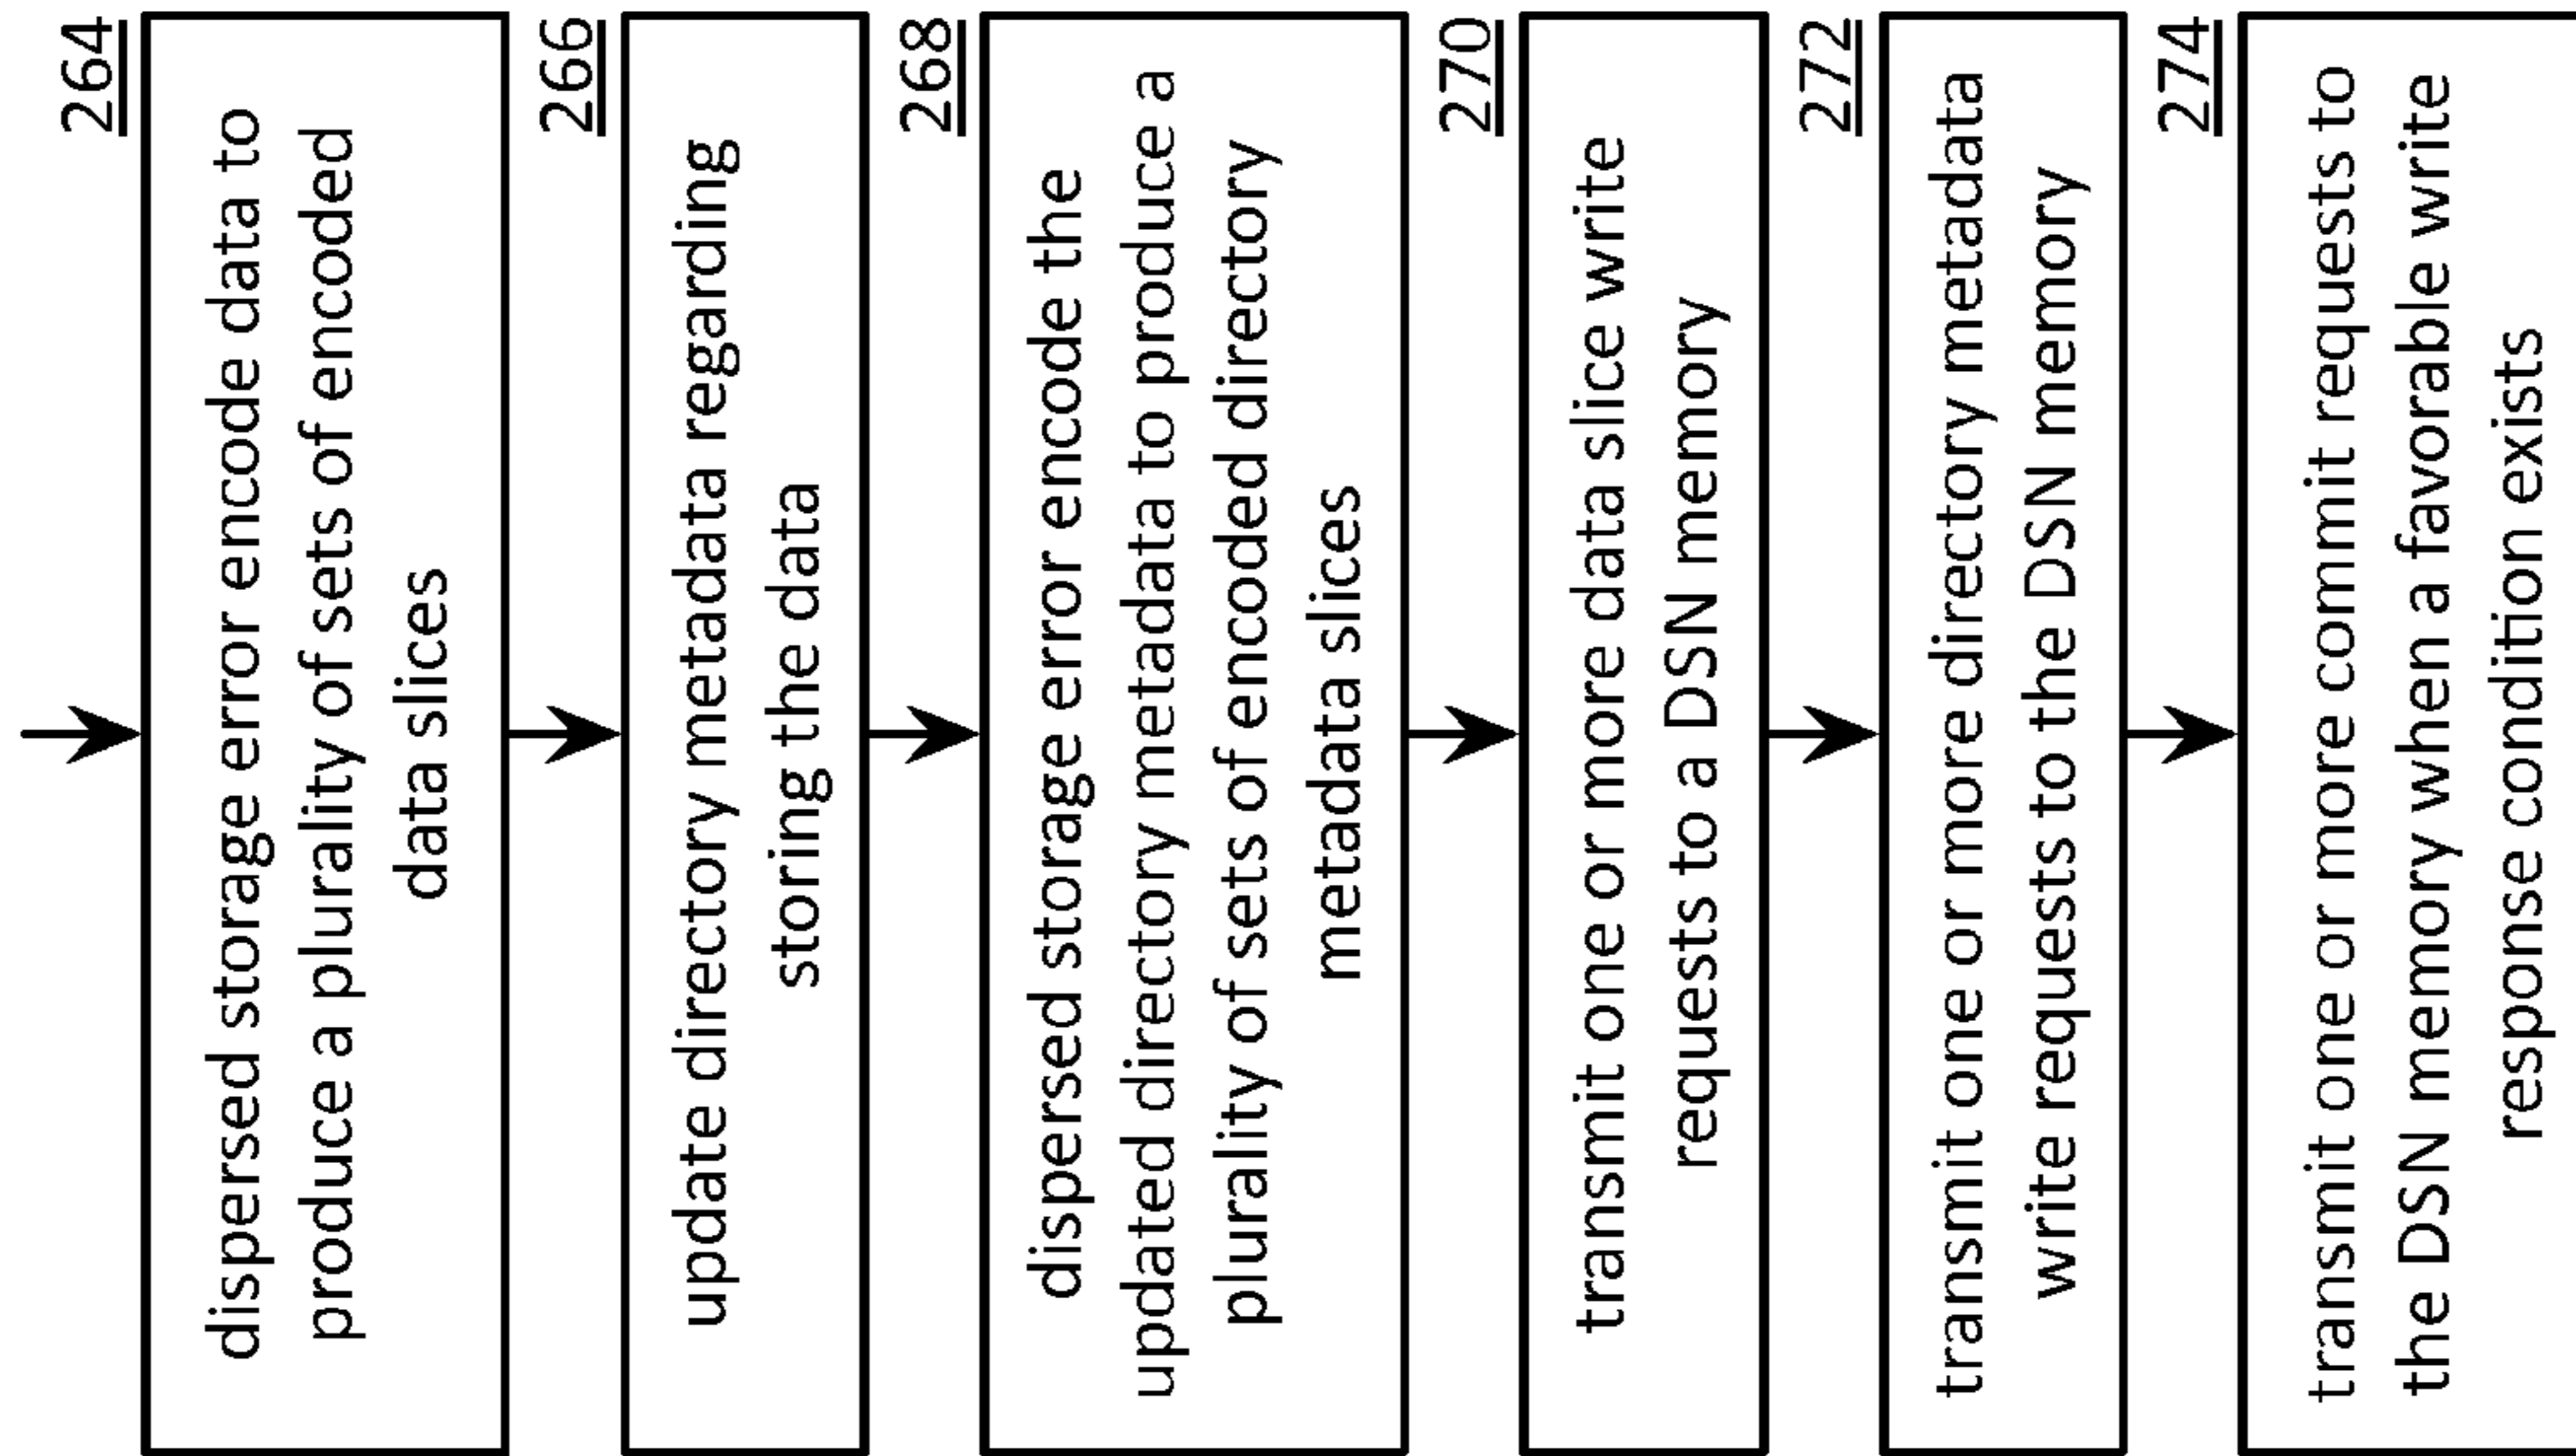 264
dispersed storage error encode data to
produce a plurality of sets of encoded
data slices
266
update directory metadata regarding
storing the data
268
dispersed storage error encode the
updated directory metadata to produce a
plurality of sets of encoded directory
metadata slices
270
transmit one or more data slice write
requests to a DSN memory
272
transmit one or more directory metadata
write requests to the DSN memory
274
transmit one or more commit requests to
the DSN memory when a favorable write
response condition exists